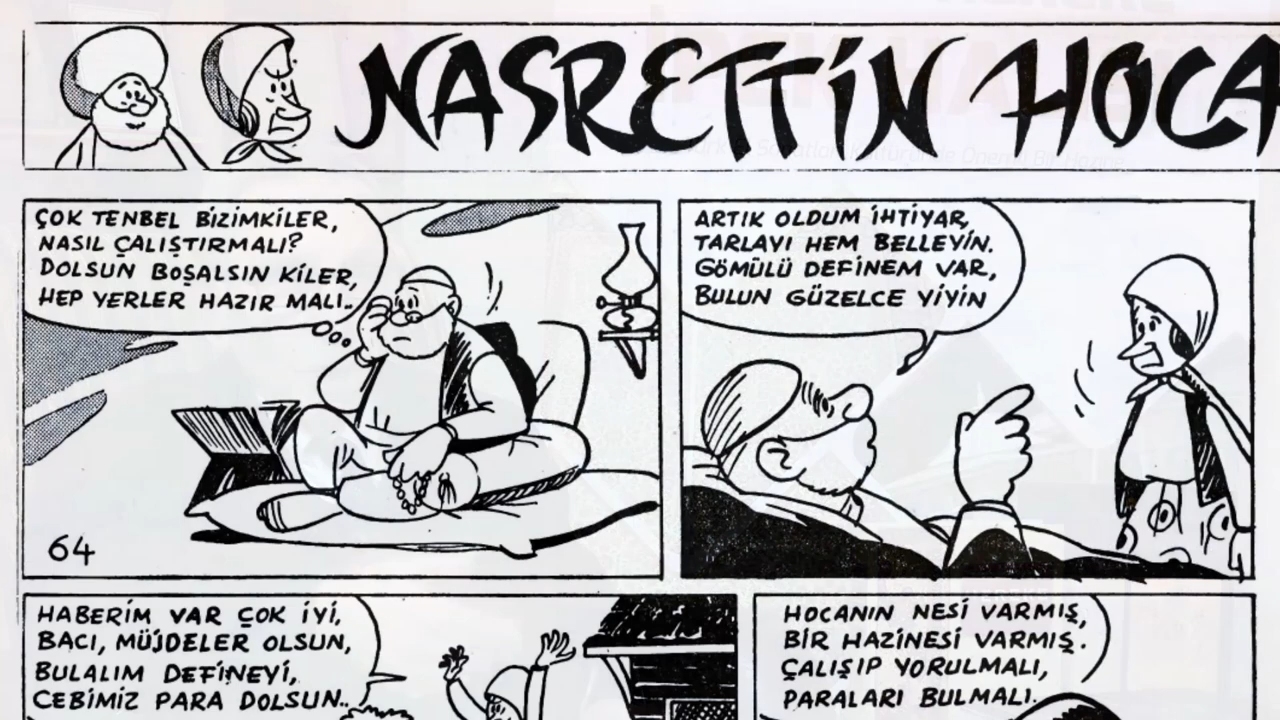 NASRETTİN HOCA
ÇOK TENBEL BİZİMKİLER,
NASIL ÇALIŞTIRMALI?
DOLSUN BOŞALSIN KİLER,
HEP YERLER HAZIR MALI..
64
ARTIK OLDUM İHTİYAR,
TARLAYI HEM BELLEYİN.
GÖMÜLÜ DEFİNEM VAR,
BULUN GÜZELCE YİYİN
HABERİM VAR ÇOK İYİ,
BACI, MÜJDELER OLSUN,
BULALIM DEFİNEYİ,
CEBİMİZ PARA DOLSUN..
HOCANIN NESİ VARMIŞ,
BİR HAZİNESİ VARMIŞ.
ÇALIŞIP YORULMALI,
PARALARI BULMALI.